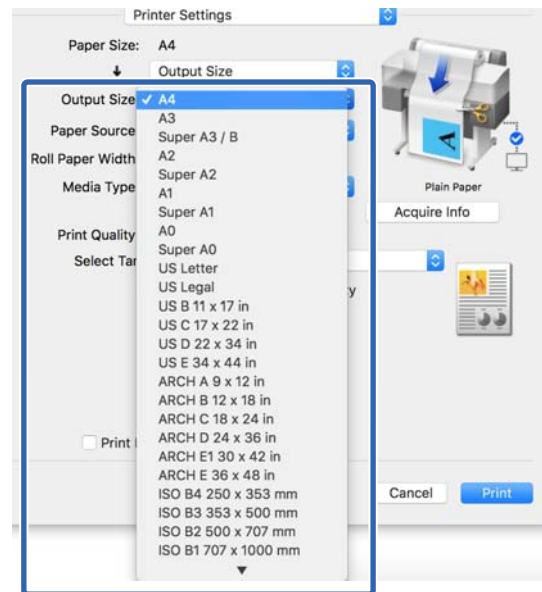 Printer Settings
Paper Size: A4
Output Size
Output Size ✓ A4
A3
Super A3 / B
Paper Source
A2
Roll Paper Width
Super A2
Media Type
A1
Plain Paper
Super A1
Acquire Info
A0
Print Quality
Super A0
Select Tar
US Letter
US Legal
y
US B 11 x 17 in
US C 17 x 22 in
US D 22 x 34 in
US E 34 x 44 in
ARCH A 9 x 12 in
ARCH B 12 x 18 in
ARCH C 18 x 24 in
ARCH D 24 x 36 in
Print
ARCH E1 30 x 42 in
ARCH E 36 x 48 in
ISO B4 250 x 353 mm
Cancel
Print
ISO B3 353 x 500 mm
ISO B2 500 x 707 mm
ISO B1 707 x 1000 mm